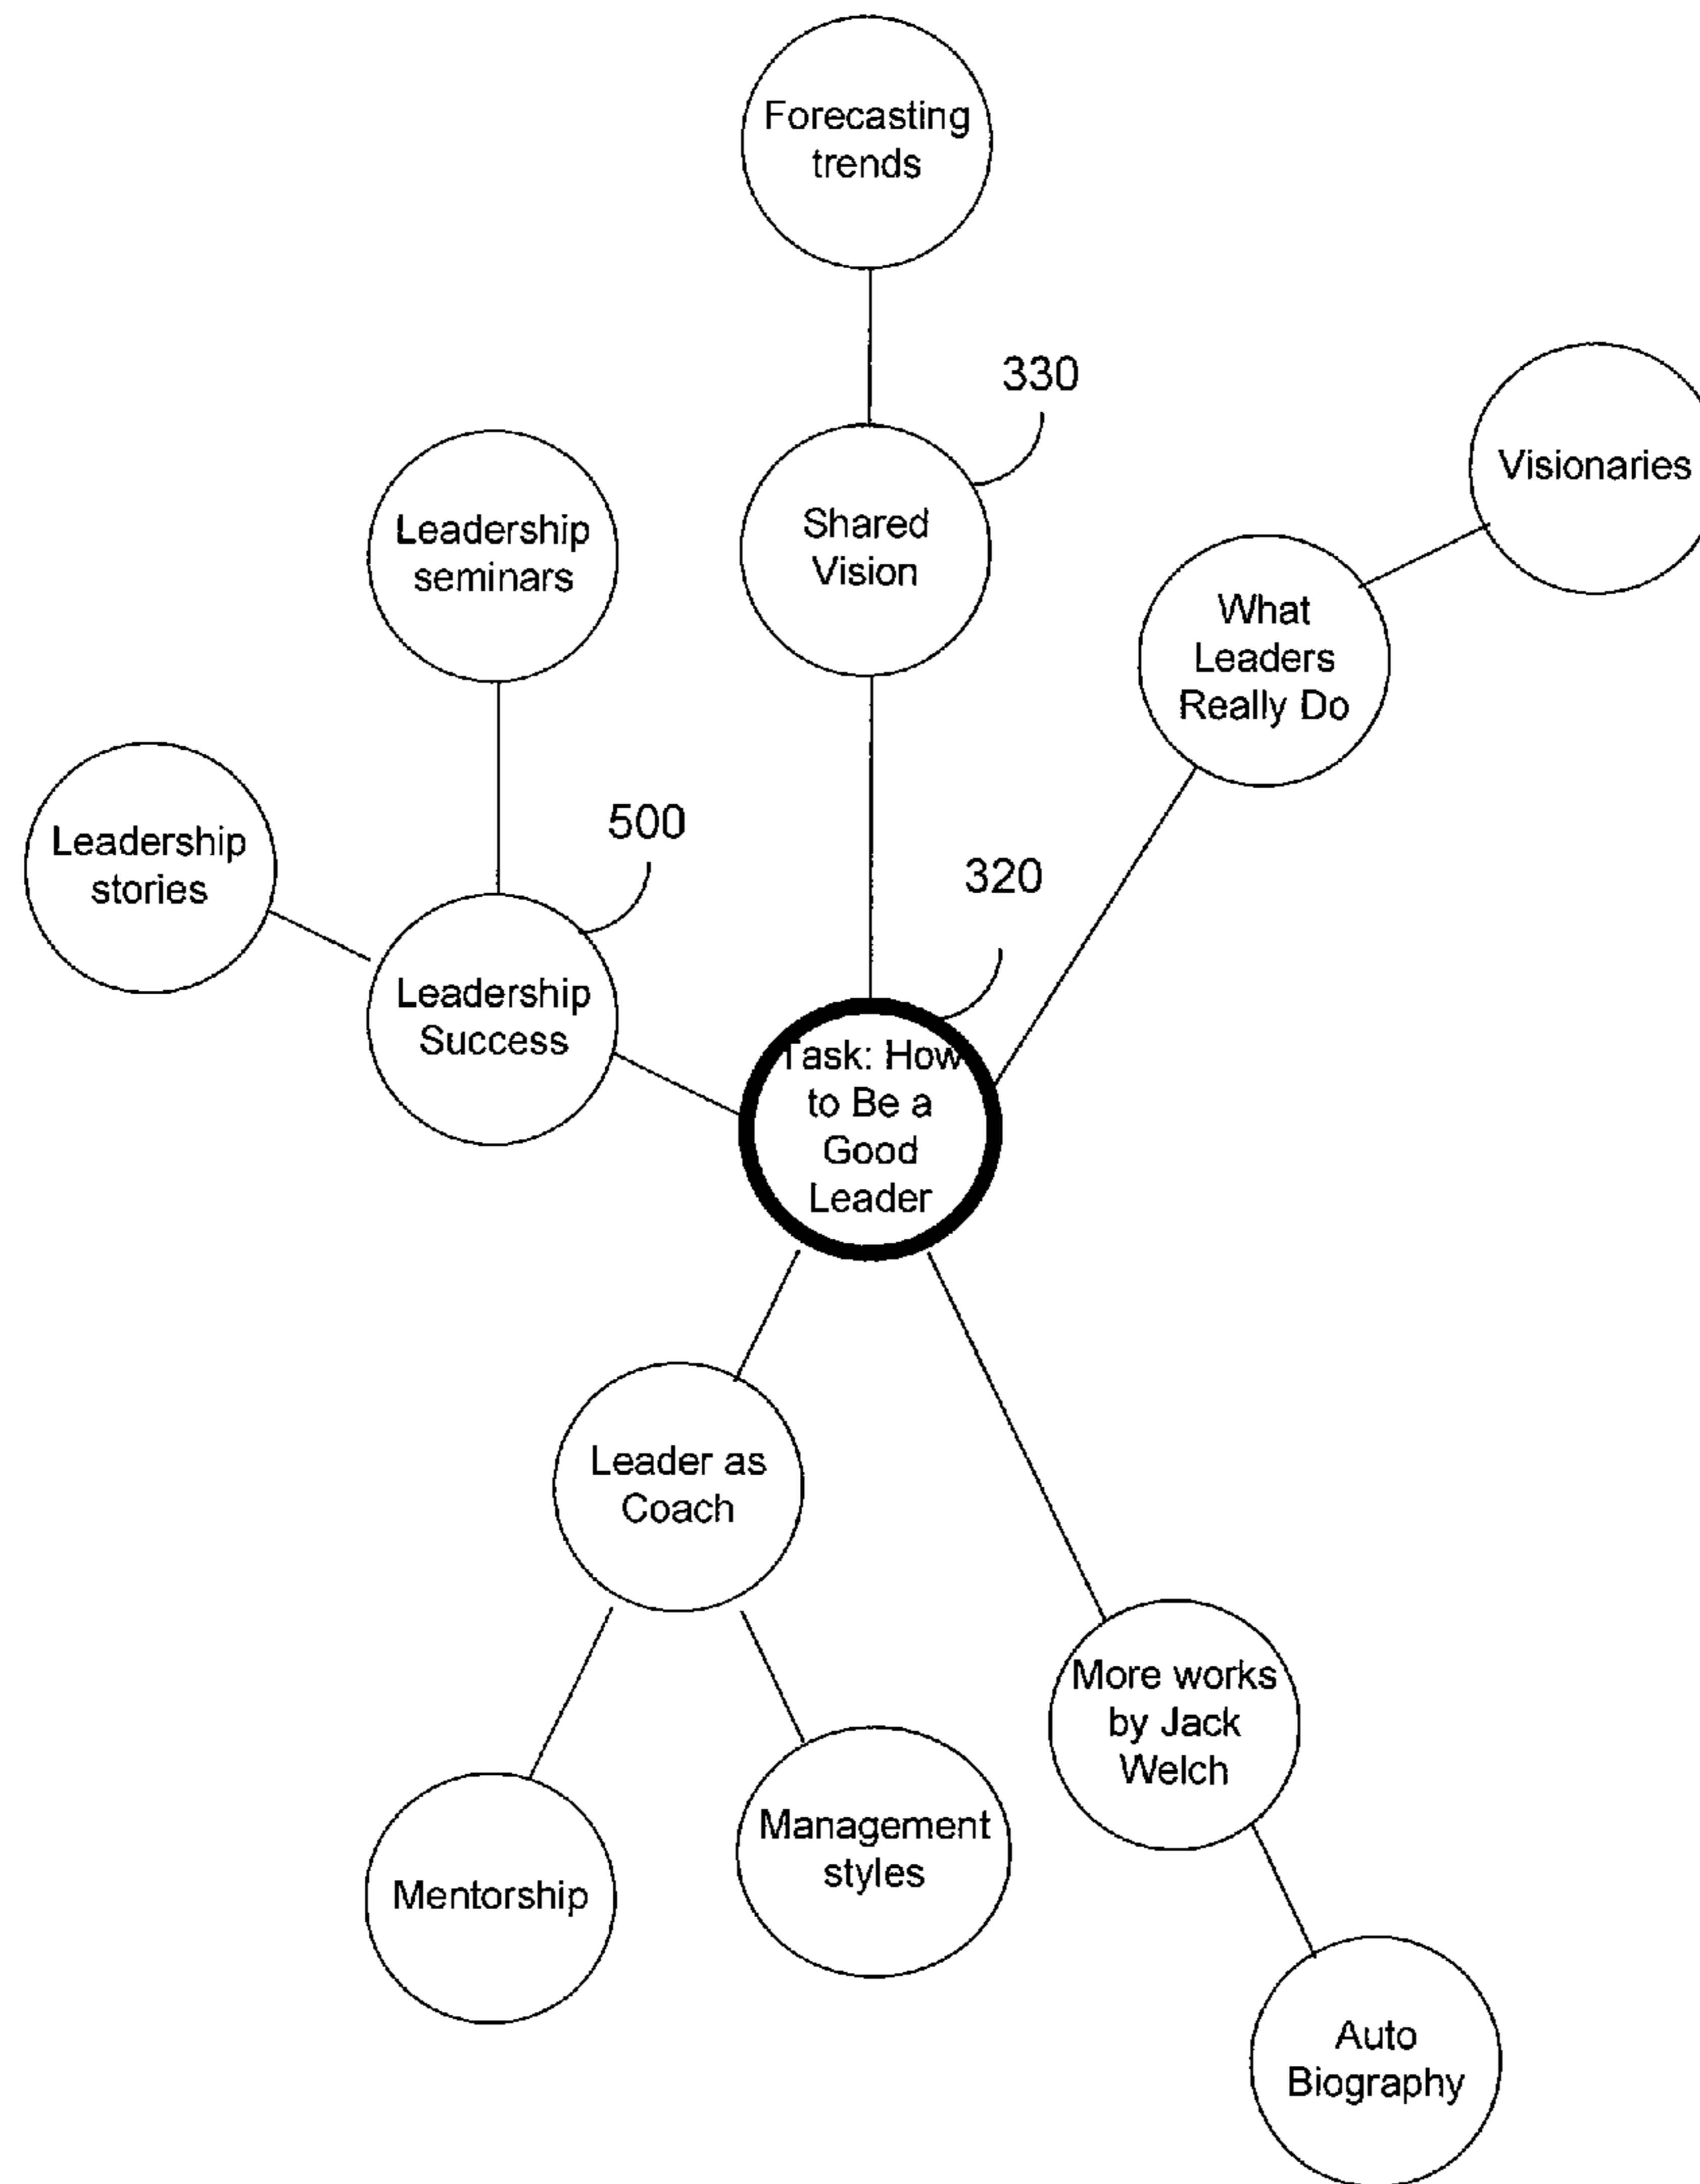 Forecasting
trends
330
Visionaries
Shared
Vision
Leadership
seminars
What
Leaders
Really Do
500
Leadership
stories
320
Leadership
Success
Task: How
to Be a
Good
Leader
Leader as
Coach
More works
by Jack
Welch
Management
styles
Mentorship
Auto
Biography